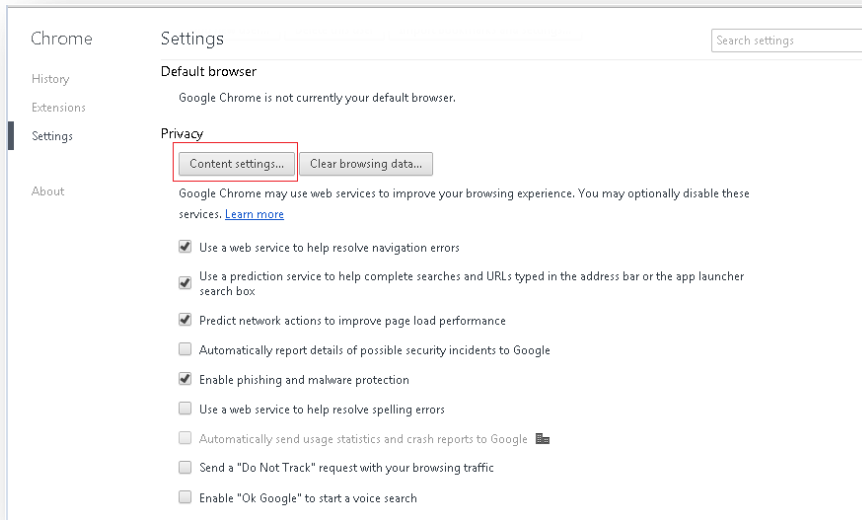 Chrome
Settings
Search settings
History
Extensions
Settings
About
Default browser
Google Chrome is not currently your default browser.
Privacy
Content settings...
Clear browsing data...
Google Chrome may use web services to improve your browsing experience. You may optionally disable these
services. Learn more
Use a web service to help resolve navigation errors
Use a prediction service to help complete searches and URLs typed in the address bar or the app launcher
search box
Predict network actions to improve page load performance
Automatically report details of possible security incidents to Google
Enable phishing and malware protection
Use a web service to help resolve spelling errors
Automatically send usage statistics and crash reports to Google
Send a "Do Not Track" request with your browsing traffic
Enable "Ok Google" to start a voice search